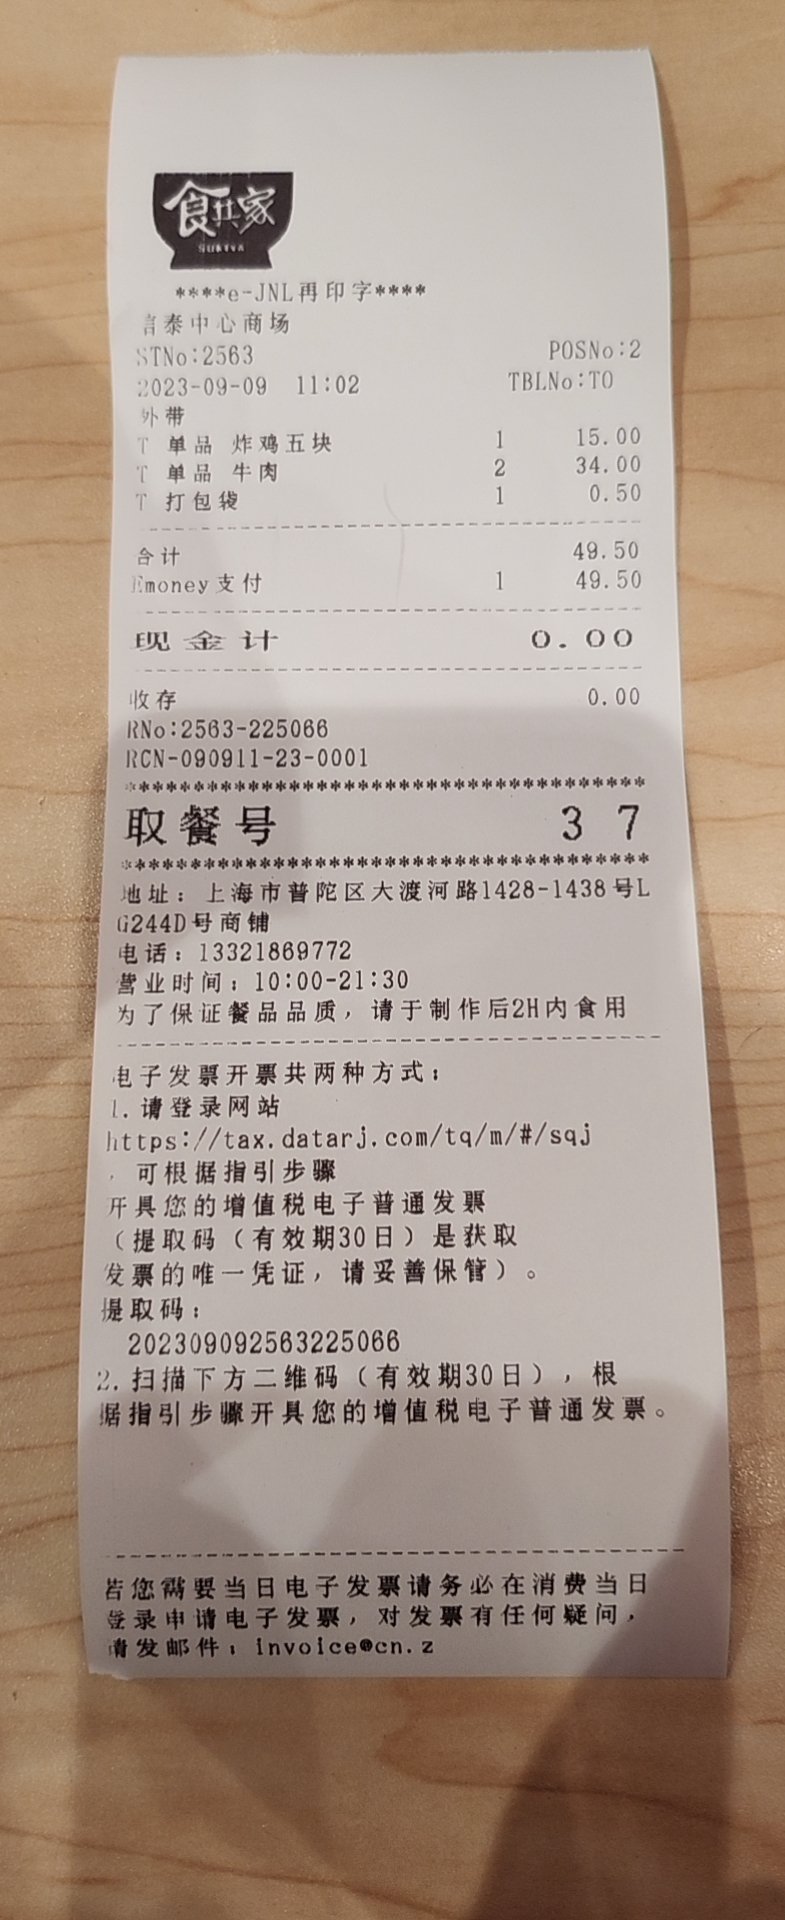 食其家
SUKIYA
****e-JNL再印字****
信泰中心商场
STNo:2563 POSNo:2
2023-09-09 11:02 TBLNo:TO
外带
T 单品 炸鸡五块 1 15.00
T 单品 牛肉 2 34.00
T 打包袋 1 0.50
合计 49.50
Emoney支付 1 49.50
现金计 0.00
收存 0.00
RNo:2563-225066
RCN-090911-23-0001
***************************************
取餐号 37
***************************************
地址：上海市普陀区大渡河路1428-1438号L
G244D号商铺
电话：13321869772
营业时间：10:00-21:30
为了保证餐品品质，请于制作后2H内食用
电子发票开票共两种方式：
1.请登录网站
https://tax.datarj.com/tq/m/#/sqj
，可根据指引步骤
开具您的增值税电子普通发票
（提取码（有效期30日）是获取
发票的唯一凭证，请妥善保管）。
提取码：
202309092563225066
2.扫描下方二维码（有效期30日），根
据指引步骤开具您的增值税电子普通发票。
若您需要当日电子发票请务必在消费当日
登录申请电子发票，对发票有任何疑问，
请发邮件：invoice@cn.z